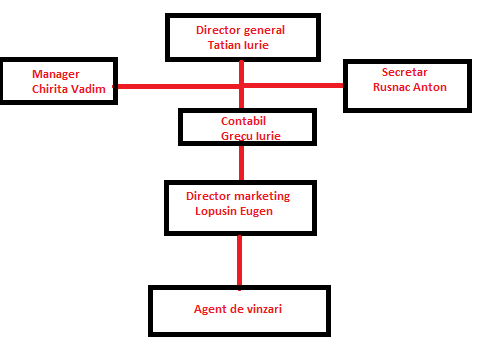 Director general
Tatian Iurie
Manager
Chirita Vadim
Secretar
Rusnac Anton
Contabil
Grecu Iurie
Director marketing
Lopusin Eugen
Agent de vinzari